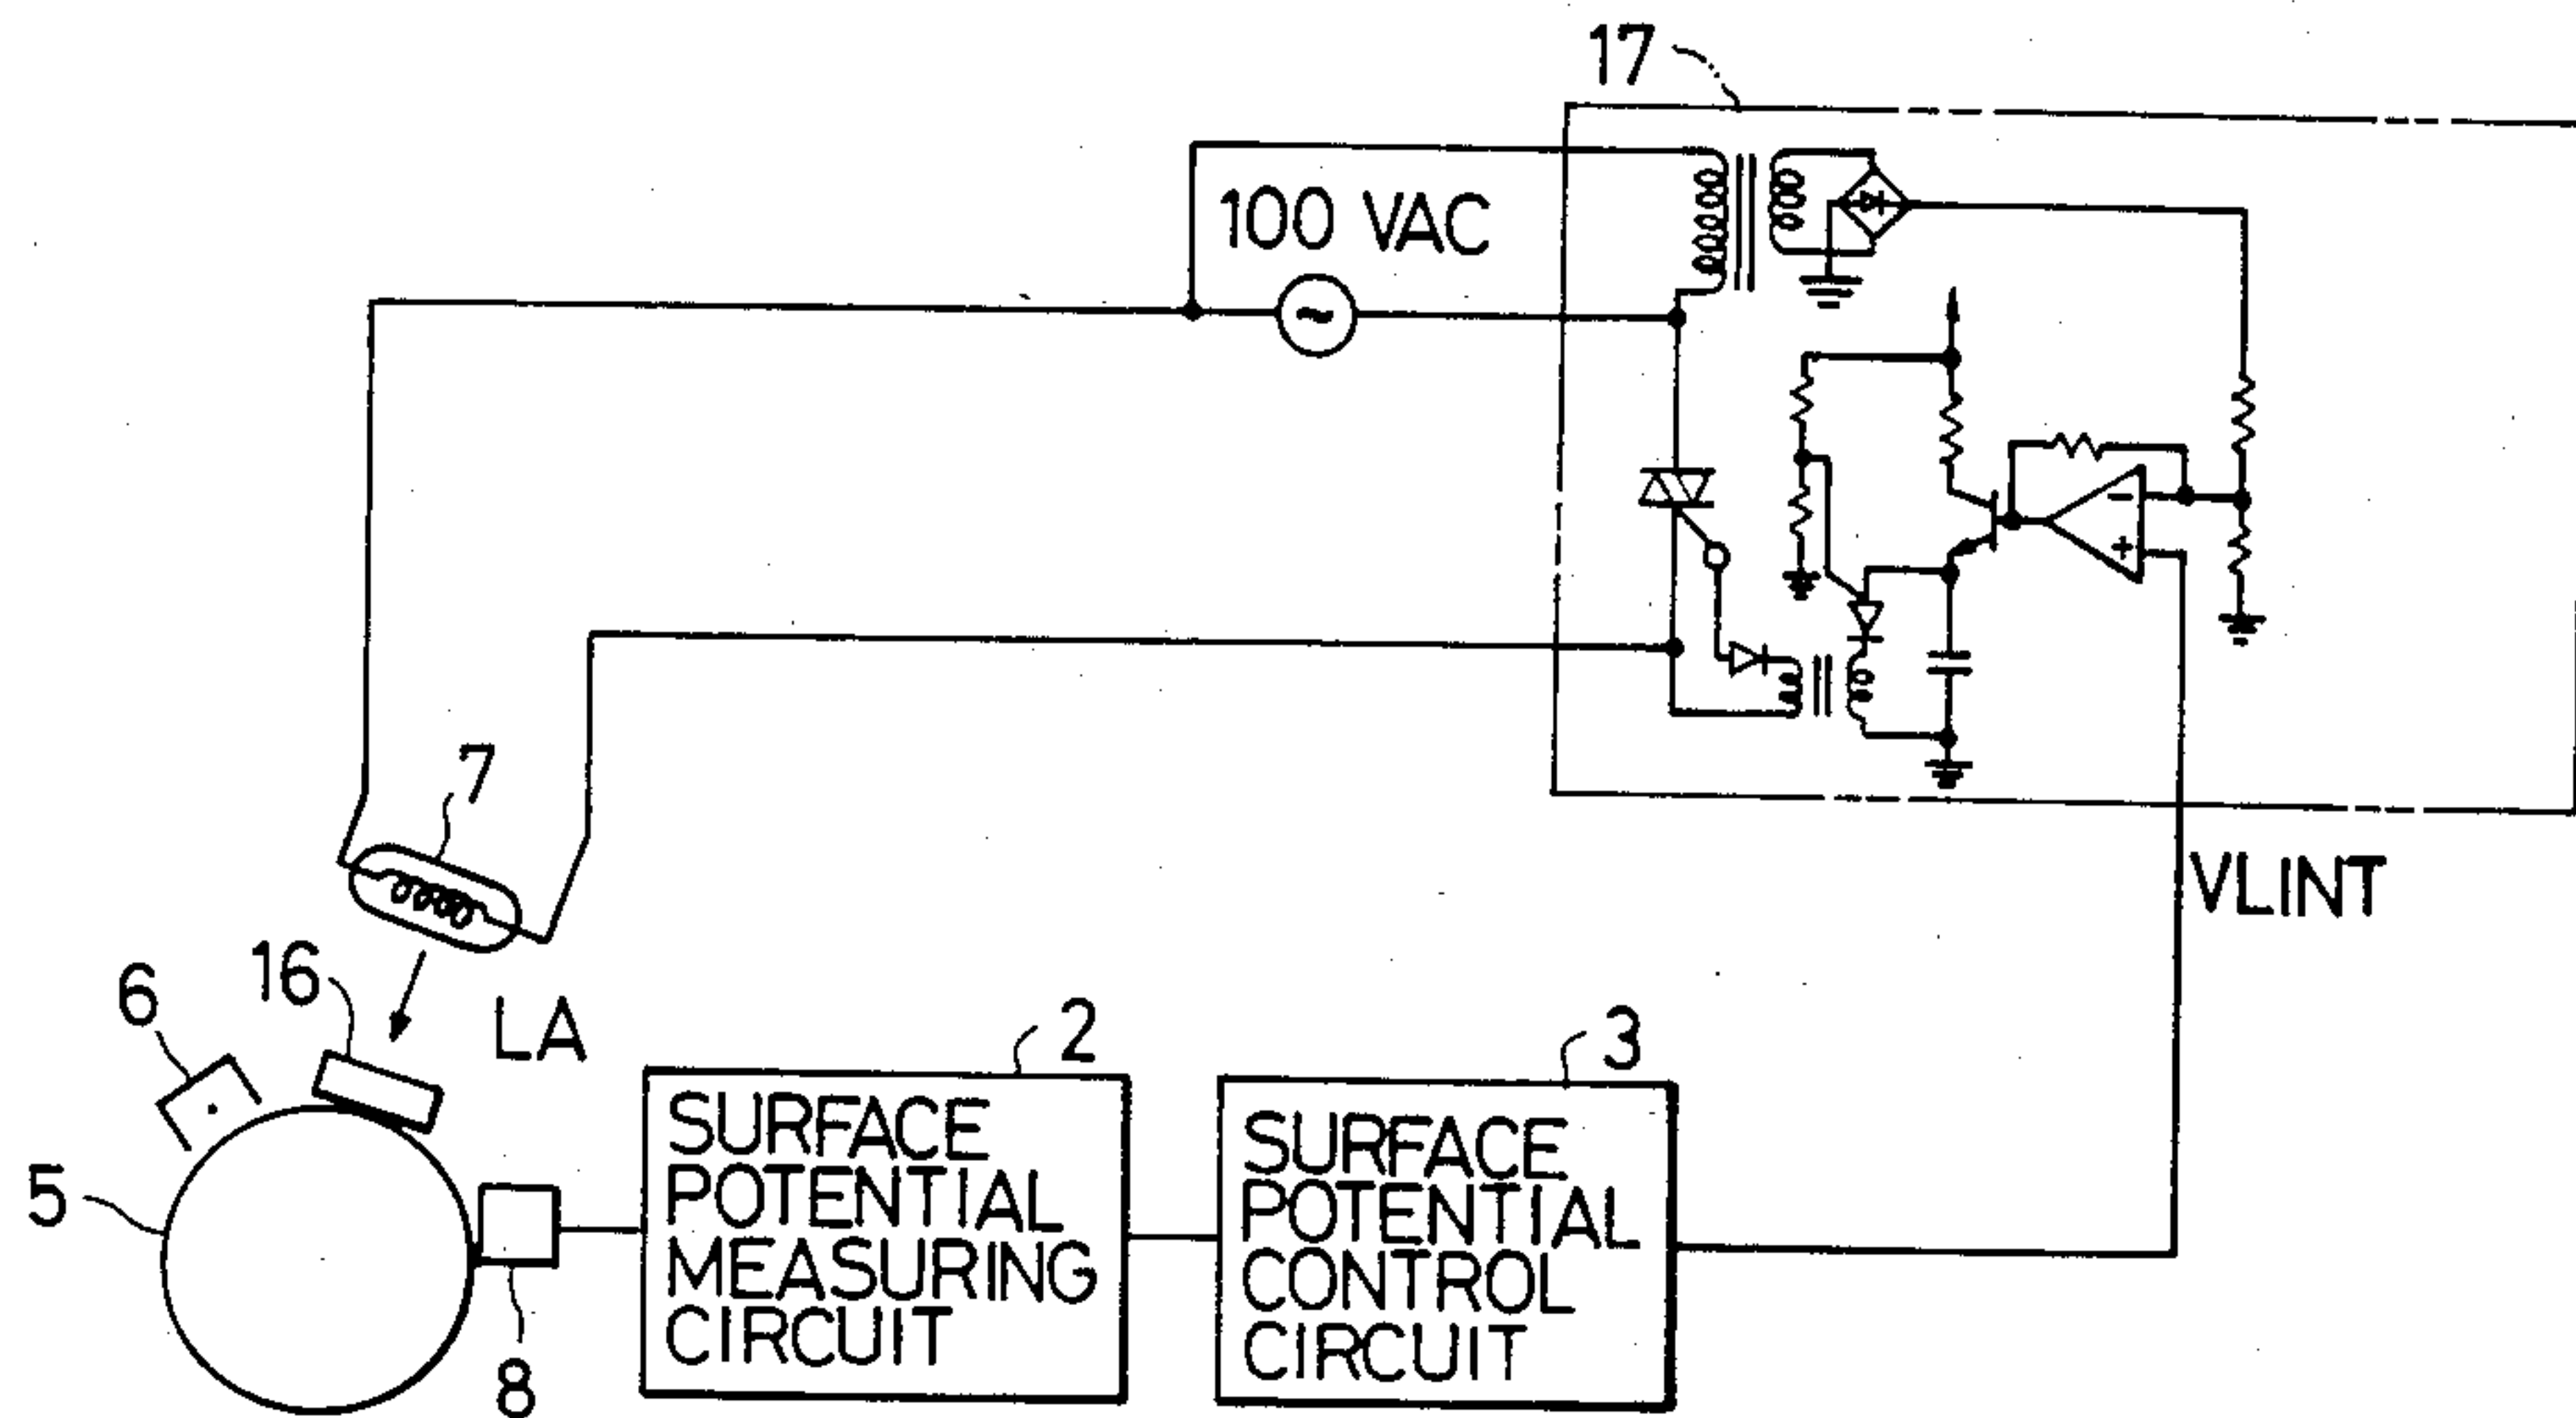 17
100 VAC
~
-
+
7
VLINT
16
6
LA
2
3
SURFACE
POTENTIAL
MEASURING
CIRCUIT
SURFACE
POTENTIAL
CONTROL
CIRCUIT
5
8